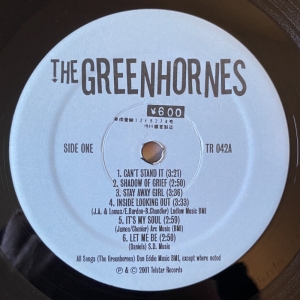 THE GREENHORNES
¥600
SIDE ONE
TR 042A
1. CAN'T STAND IT (3:21)
2. SHADOW OF GRIEF (2:50)
3. STAY AWAY GIRL (3:36)
4. INSIDE LOOKING OUT (3:33)
(J.A. & Lomax/E.Burdon-B.Chandler) Ludlow Music BMI
5. IT'S MY SOUL (2:59)
(James/Chenier) Arc Music (BMI)
6. LET ME BE (2:50)
(Daniels) S.D. Music
All Songs (The Greenhornes) Duo Eddie Music BMI, except where noted
℗ & © 2001 Telstar Records